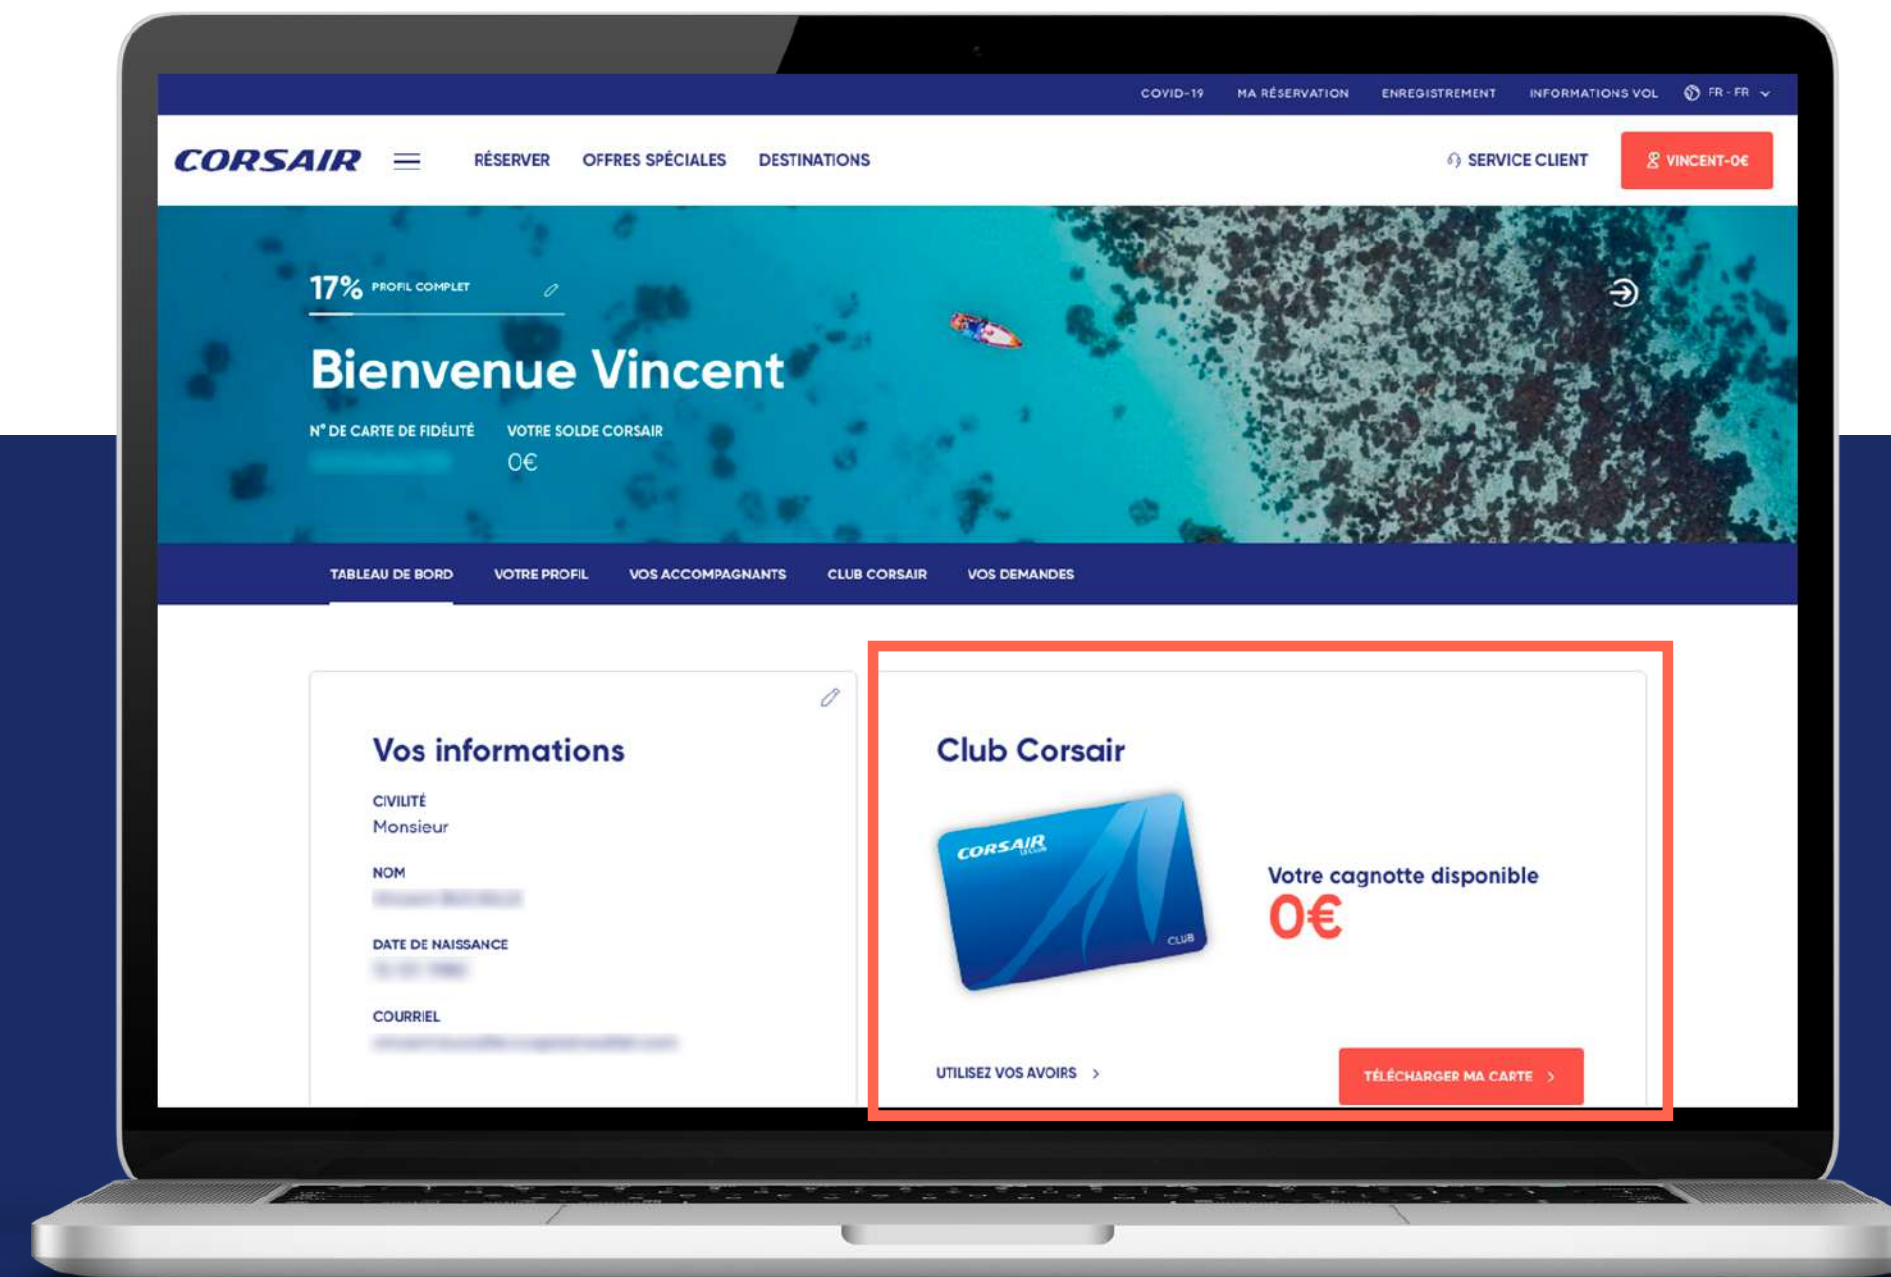 COVID-19 MA RÉSERVATION ENREGISTREMENT INFORMATIONS VOL FR - FR
CORSAIR RÉSERVER OFFRES SPÉCIALES DESTINATIONS SERVICE CLIENT VINCENT-0€
17% PROFIL COMPLET
Bienvenue Vincent
N° DE CARTE DE FIDÉLITÉ VOTRE SOLDE CORSAIR
0€
TABLEAU DE BORD VOTRE PROFIL VOS ACCOMPAGNANTS CLUB CORSAIR VOS DEMANDES
Vos informations
CIVILITÉ
Monsieur
NOM
DATE DE NAISSANCE
COURRIEL
Club Corsair
CORSAIR
LE CLUB
CLUB
Votre cagnotte disponible
0€
UTILISEZ VOS AVOIRS >
TÉLÉCHARGER MA CARTE >